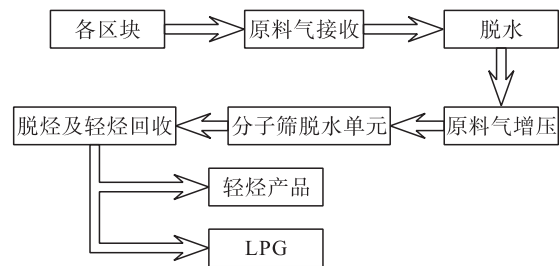 各区块
原料气接收
脱水
原料气增压
分子筛脱水单元
脱烃及轻烃回收
轻烃产品
LPG